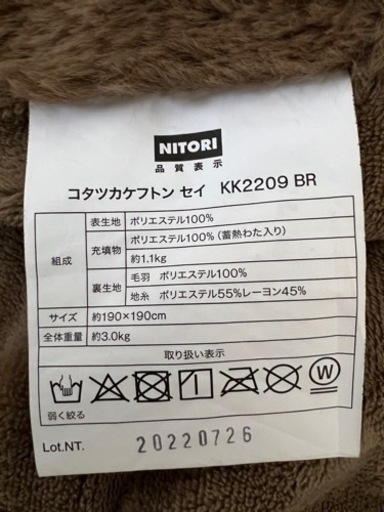 NITORI
品質表示
コタツカケフトン セイ KK2209 BR
組成
表生地 ポリエステル100%
充填物 ポリエステル100%(蓄熱わた入り)
約1.1kg
裏生地 毛羽 ポリエステル100%
地糸 ポリエステル55%レーヨン45%
サイズ 約190×190cm
全体重量 約3.0kg
取り扱い表示
W
弱く絞る
Lot.NT. 20220726